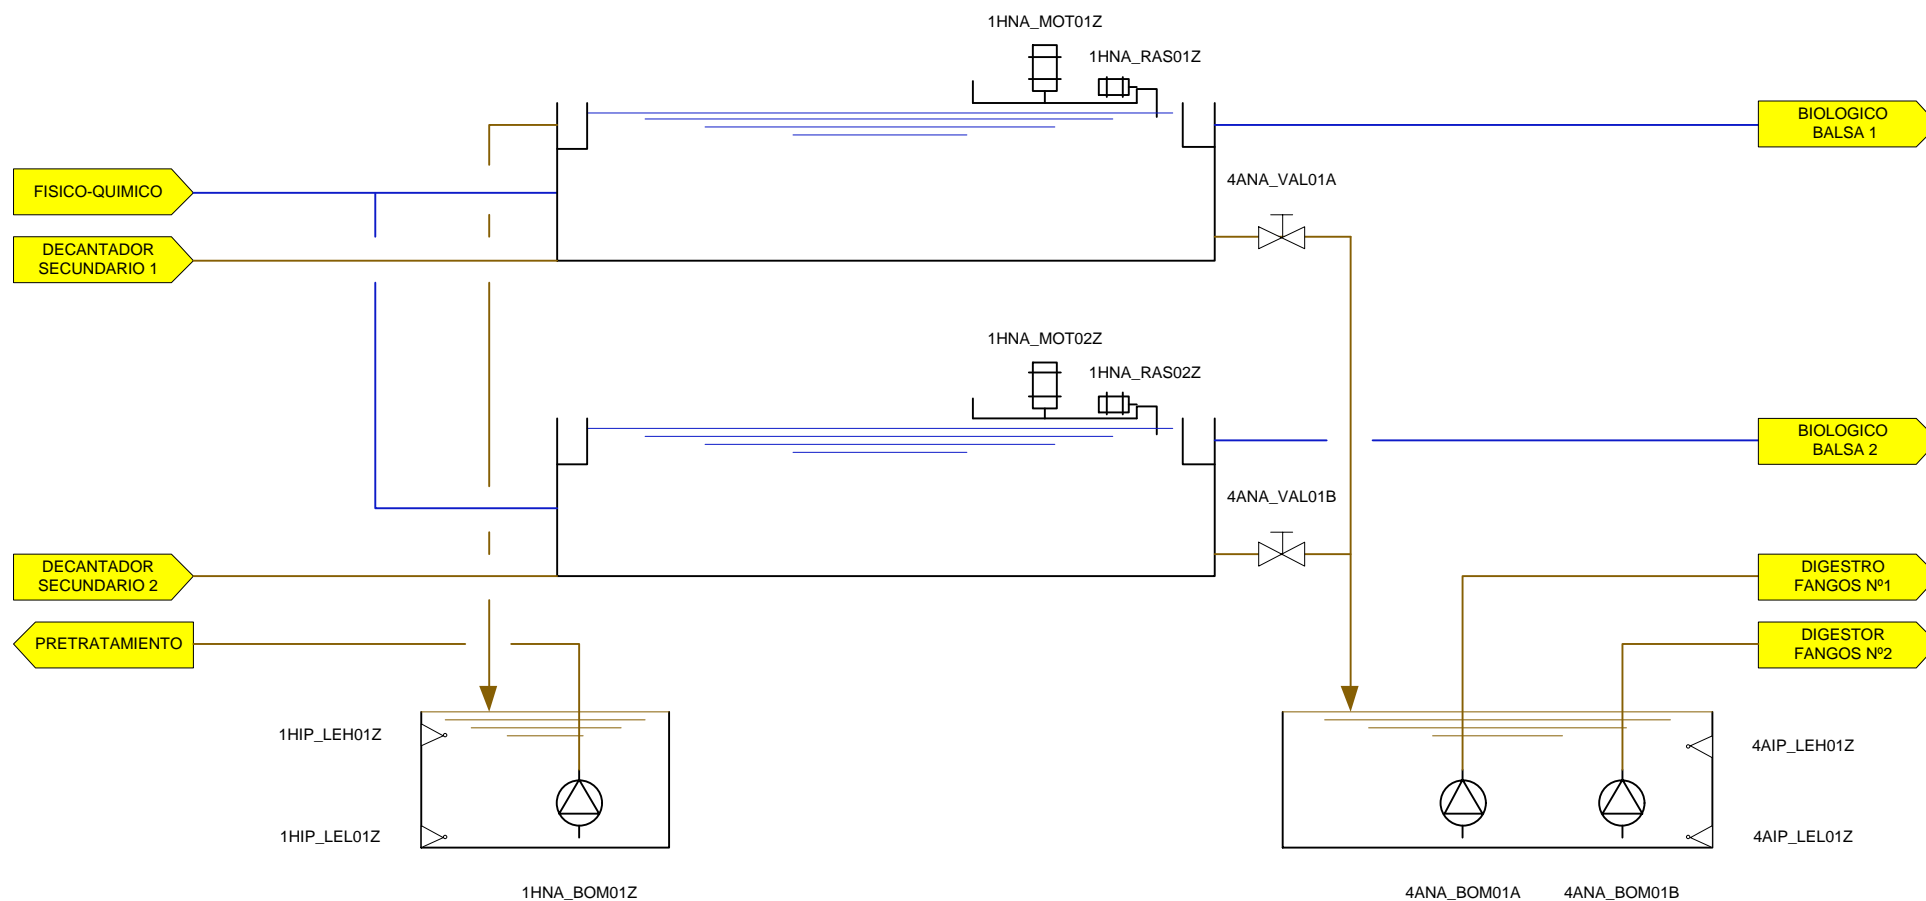 1HNA_MOT01Z
1HNA_RAS01Z
BIOLOGICO
BALSA 1
FISICO-QUIMICO
4ANA_VAL01A
DECANTADOR
SECUNDARIO 1
1HNA_MOT02Z
1HNA_RAS02Z
BIOLOGICO
BALSA 2
4ANA_VAL01B
DECANTADOR
SECUNDARIO 2
DIGESTRO
FANGOS Nº1
PRETRATAMIENTO
DIGESTOR
FANGOS Nº2
1HIP_LEH01Z
4AIP_LEH01Z
1HIP_LEL01Z
4AIP_LEL01Z
1HNA_BOM01Z
4ANA_BOM01A
4ANA_BOM01B